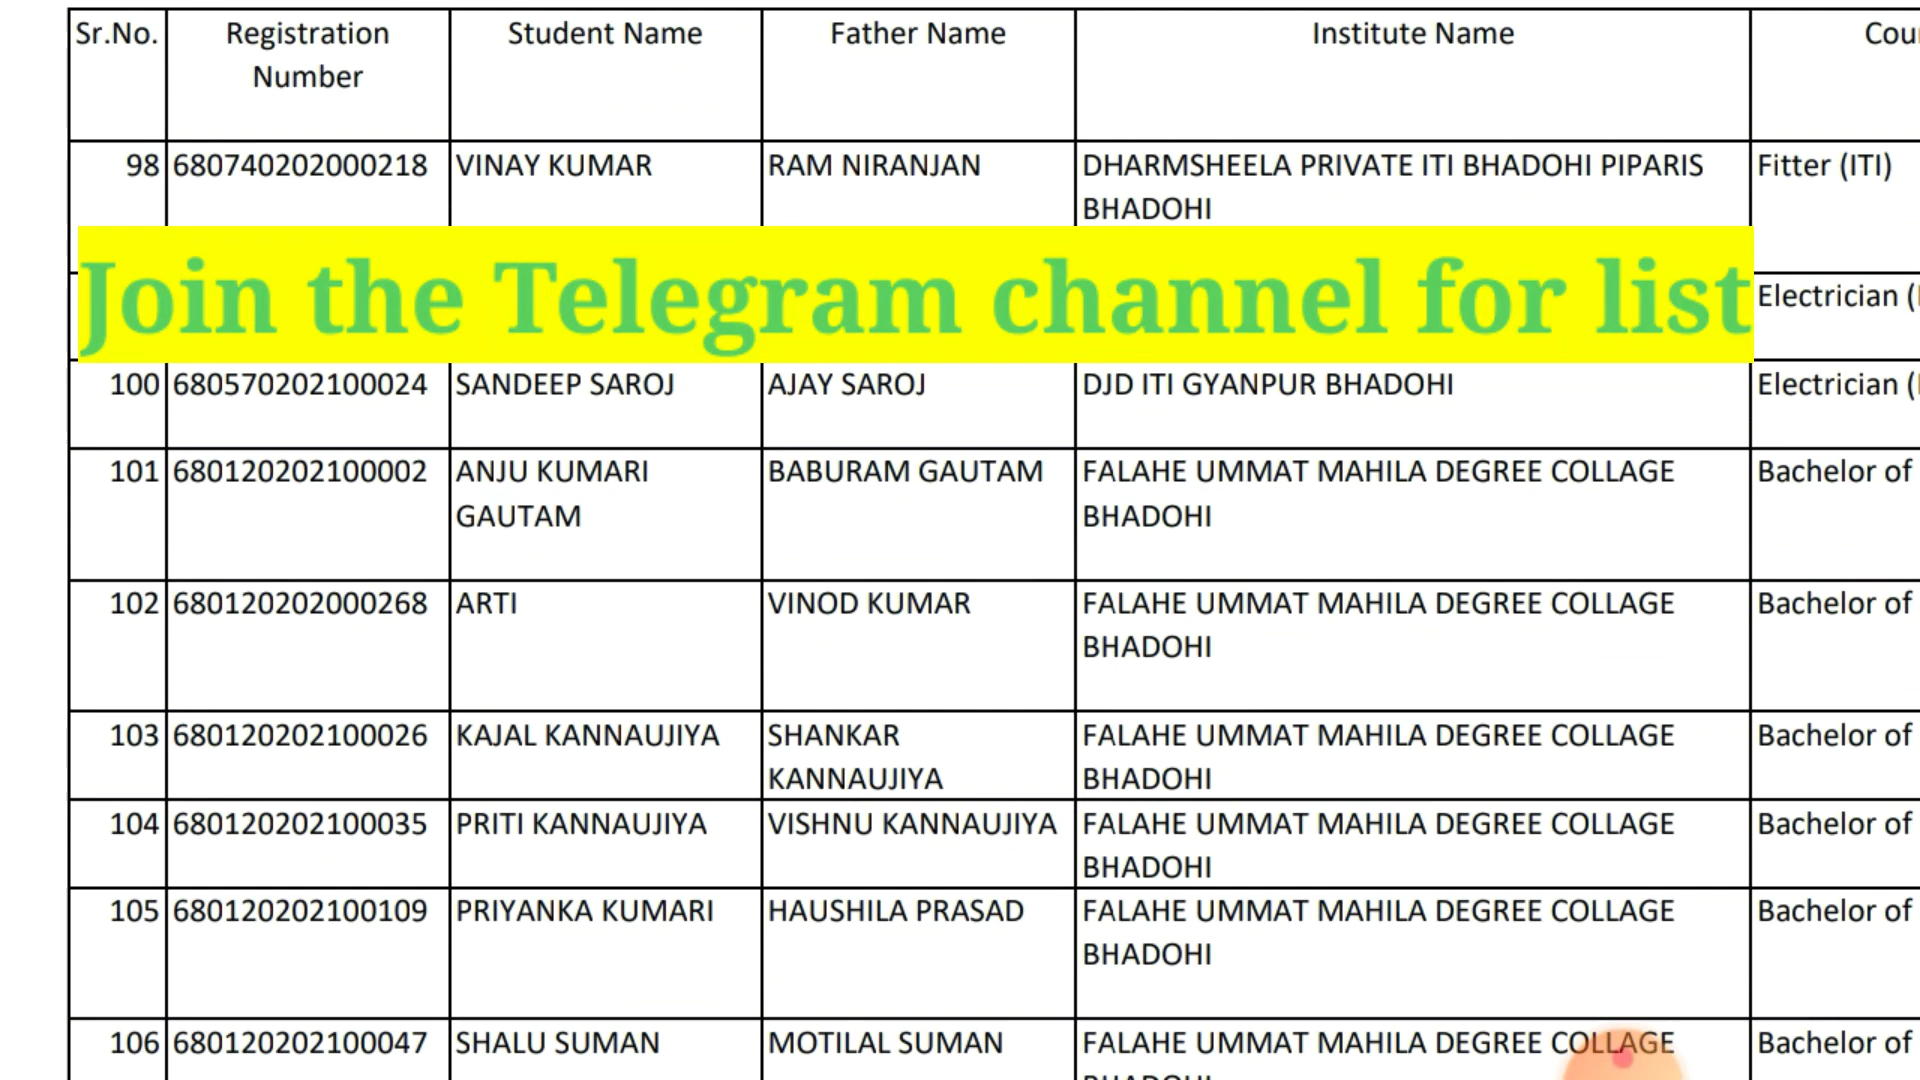 Sr.No. Registration Number Student Name Father Name Institute Name
98 680740202000218 VINAY KUMAR RAM NIRANJAN DHARMSHEELA PRIVATE ITI BHADOHI PIPARIS BHADOHI Fitter (ITI)
Join the Telegram channel for list
Electrician (
100 680570202100024 SANDEEP SAROJ AJAY SAROJ DJD ITI GYANPUR BHADOHI Electrician (
101 680120202100002 ANJU KUMARI GAUTAM BABURAM GAUTAM FALAHE UMMAT MAHILA DEGREE COLLAGE BHADOHI Bachelor of
102 680120202000268 ARTI VINOD KUMAR FALAHE UMMAT MAHILA DEGREE COLLAGE BHADOHI Bachelor of
103 680120202100026 KAJAL KANNAUJIYA SHANKAR KANNAUJIYA FALAHE UMMAT MAHILA DEGREE COLLAGE BHADOHI Bachelor of
104 680120202100035 PRITI KANNAUJIYA VISHNU KANNAUJIYA FALAHE UMMAT MAHILA DEGREE COLLAGE BHADOHI Bachelor of
105 680120202100109 PRIYANKA KUMARI HAUSHILA PRASAD FALAHE UMMAT MAHILA DEGREE COLLAGE BHADOHI Bachelor of
106 680120202100047 SHALU SUMAN MOTILAL SUMAN FALAHE UMMAT MAHILA DEGREE COLLAGE Bachelor of